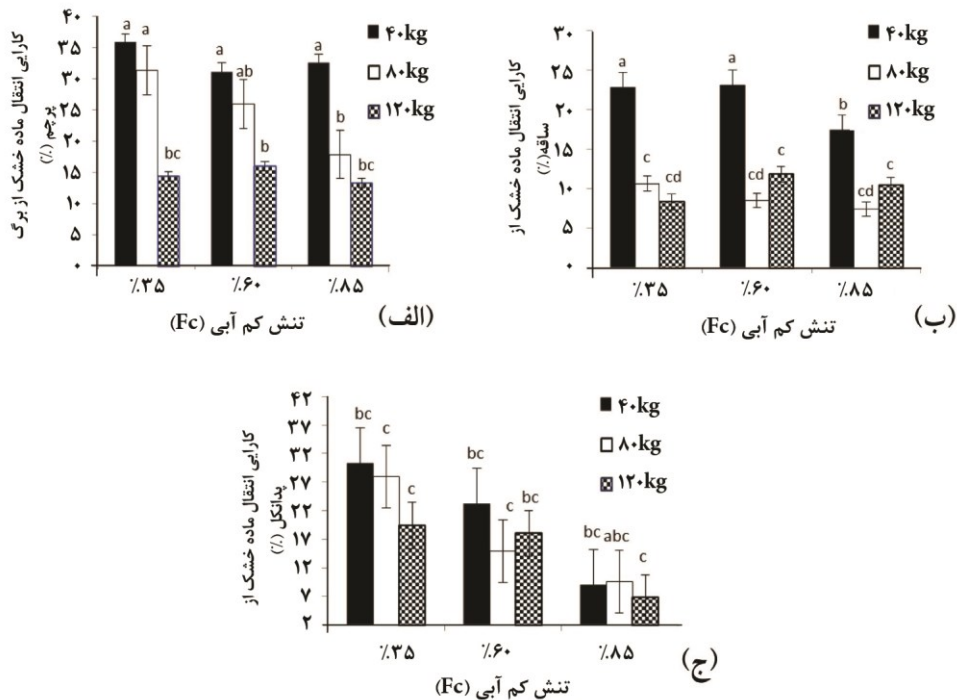 کارایی انتقال ماده خشک از برگ
پرچم (٪)
۴۰
۳۵
۳۰
۲۵
۲۰
۱۵
۱۰
۵
۰
a a bc
a ab b
a b bc
۴۰kg
۸۰kg
۱۲۰kg
٪۳۵ ٪۶۰ ٪۸۵
تنش کم آبی (Fc)
(الف)
کارایی انتقال ماده خشک از
ساقه(٪)
۳۰
۲۵
۲۰
۱۵
۱۰
۵
۰
a c cd
a cd c
b cd c
۴۰kg
۸۰kg
۱۲۰kg
٪۳۵ ٪۶۰ ٪۸۵
تنش کم آبی (Fc)
(ب)
کارایی انتقال ماده خشک از
پدانکل (٪)
۴۲
۳۷
۳۲
۲۷
۲۲
۱۷
۱۲
۷
۲
bc c c
bc c bc
bc abc c
۴۰kg
۸۰kg
۱۲۰kg
٪۳۵ ٪۶۰ ٪۸۵
تنش کم آبی (Fc)
(ج)